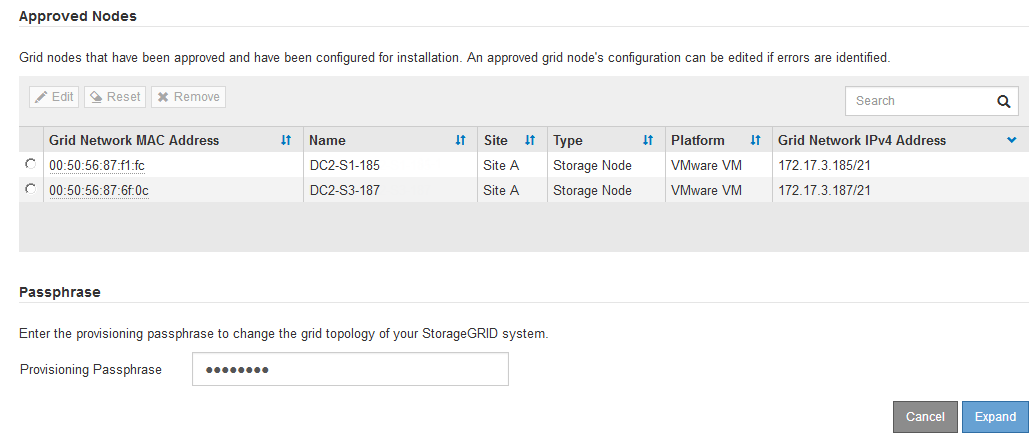 Approved Nodes
Grid nodes that have been approved and have been configured for installation. An approved grid node's configuration can be edited if errors are identified.
Edit Reset Remove Search
Grid Network MAC Address Name Site Type Platform Grid Network IPv4 Address
00:50:56:87:f1:fc DC2-S1-185 Site A Storage Node VMware VM 172.17.3.185/21
00:50:56:87:6f:0c DC2-S3-187 Site A Storage Node VMware VM 172.17.3.187/21
Passphrase
Enter the provisioning passphrase to change the grid topology of your StorageGRID system.
Provisioning Passphrase ●●●●●●●●
Cancel Expand